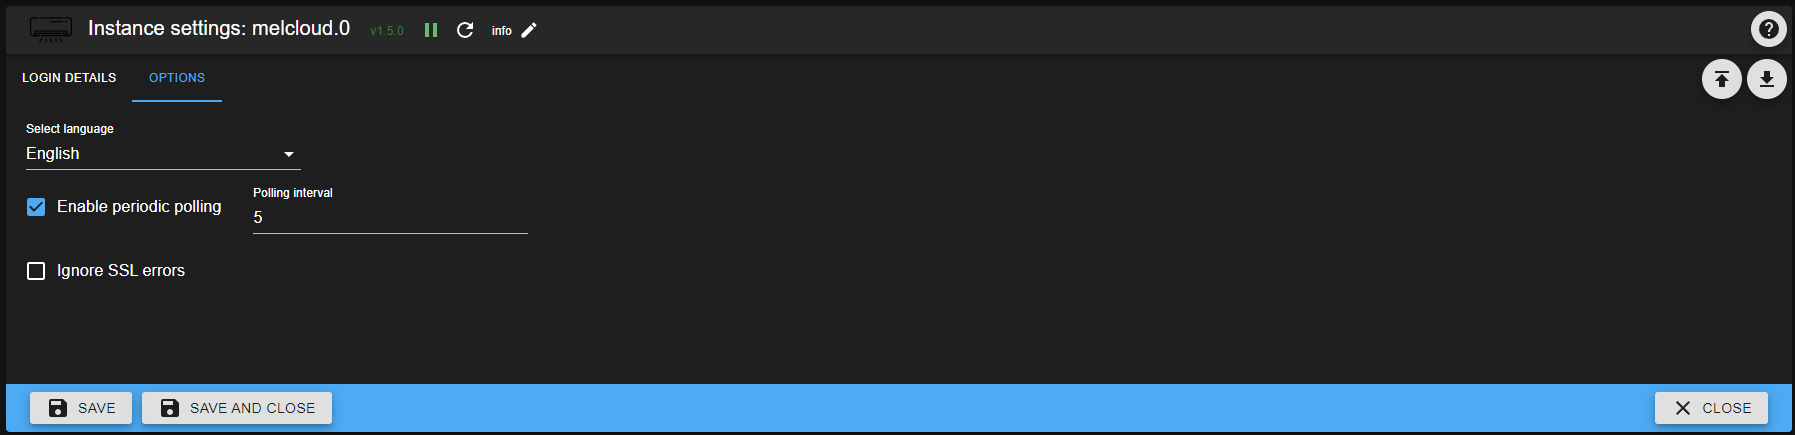 Instance settings: melcloud.0 v1.5.0 info
LOGIN DETAILS OPTIONS
Select language
English
Enable periodic polling
Polling interval
5
Ignore SSL errors
SAVE SAVE AND CLOSE CLOSE